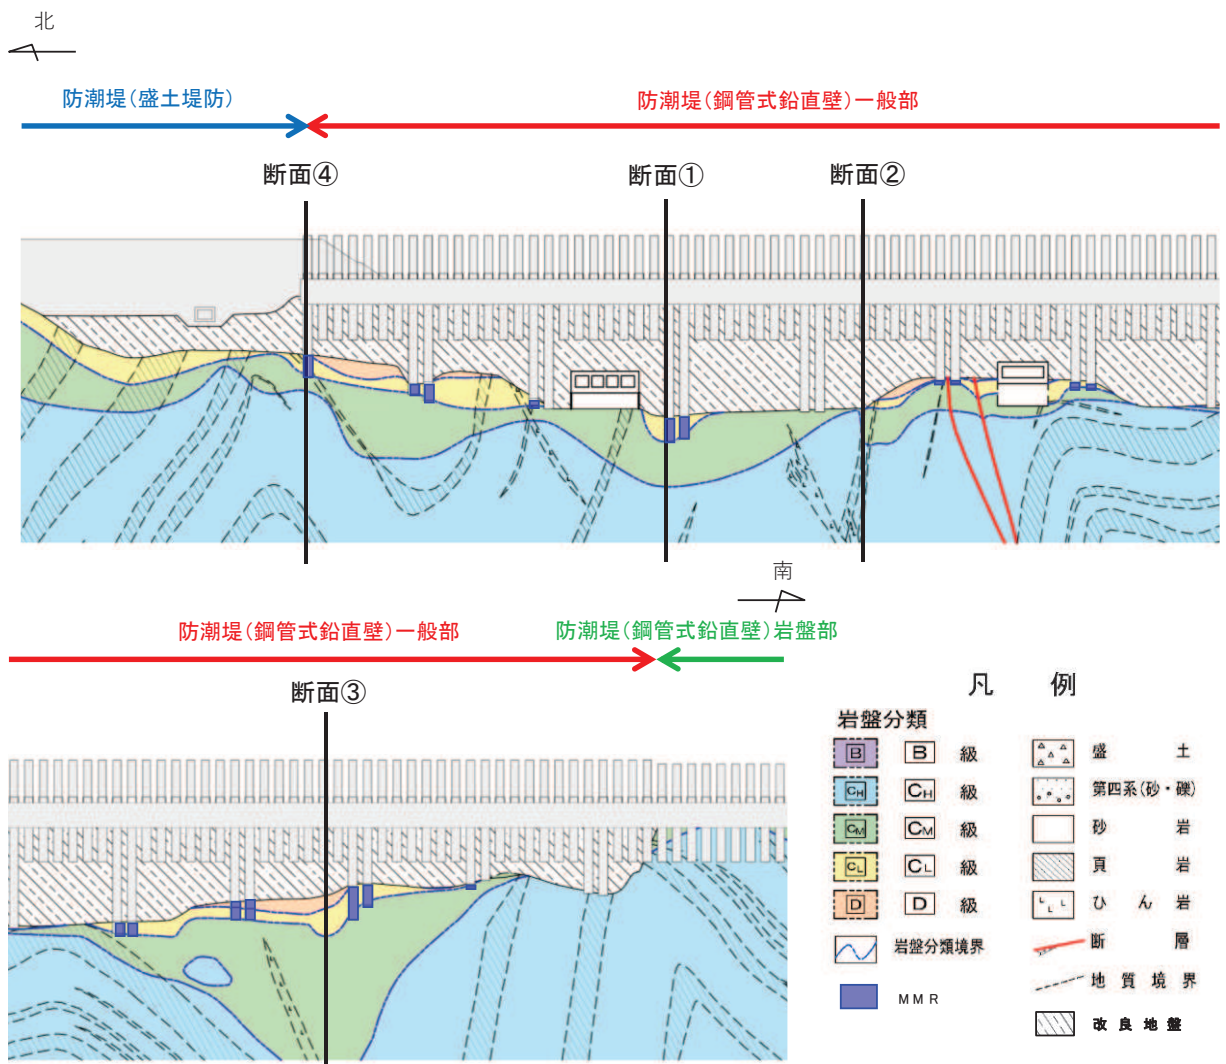 北
防潮堤(盛土堤防)
防潮堤(鋼管式鉛直壁)一般部
断面④
断面①
断面②
南
防潮堤(鋼管式鉛直壁)一般部
防潮堤(鋼管式鉛直壁)岩盤部
断面③
凡 例
岩盤分類
B B 級
CH CH 級
CM CM 級
CL CL 級
D D 級
岩盤分類境界
MMR
盛 土
第四系(砂・礫)
砂 岩
頁 岩
ひ ん 岩
断 層
地 質 境 界
改 良 地 盤